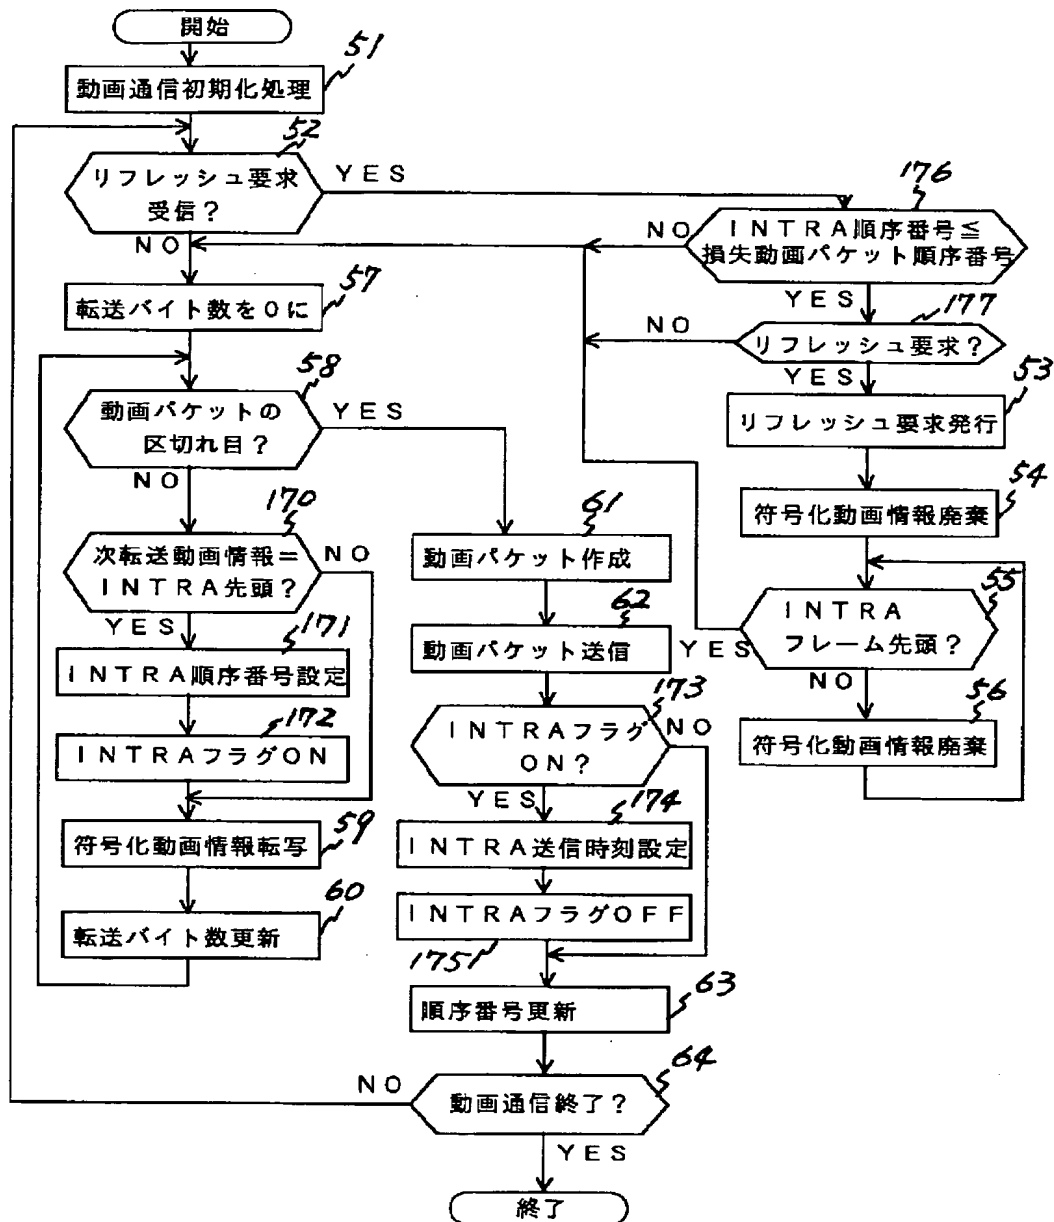 開始
51
動画通信初期化処理
52
リフレッシュ要求
受信？
YES
NO
176
INTRA順序番号≦
損失動画パケット順序番号
NO
YES
57
転送バイト数を0に
177
リフレッシュ要求？
NO
YES
58
動画パケットの
区切れ目？
YES
NO
53
リフレッシュ要求発行
54
符号化動画情報廃棄
170
次転送動画情報＝
INTRA先頭？
NO
YES
61
動画パケット作成
55
INTRA
フレーム先頭？
YES
NO
62
動画パケット送信
171
INTRA順序番号設定
172
INTRAフラグON
173
INTRAフラグ
ON？
NO
YES
56
符号化動画情報廃棄
59
符号化動画情報転写
174
INTRA送信時刻設定
60
転送バイト数更新
INTRAフラグOFF
1751
63
順序番号更新
64
動画通信終了？
NO
YES
終了